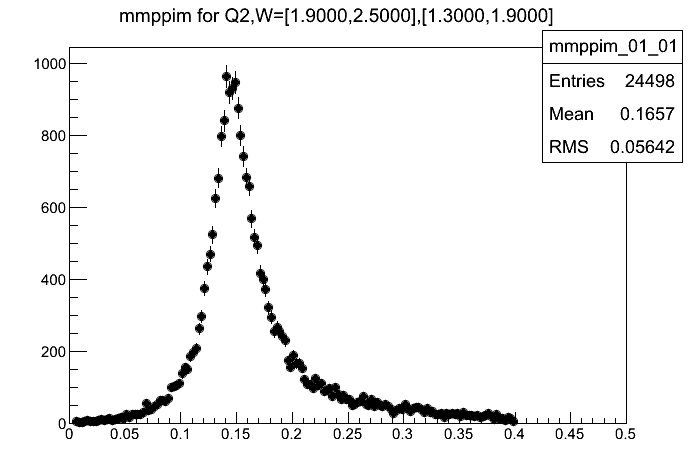 mmppim for Q2,W=[1.9000,2.5000],[1.3000,1.9000]
mmppim_01_01
Entries 24498
Mean 0.1657
RMS 0.05642
1000
800
600
400
200
0
0 0.05 0.1 0.15 0.2 0.25 0.3 0.35 0.4 0.45 0.5